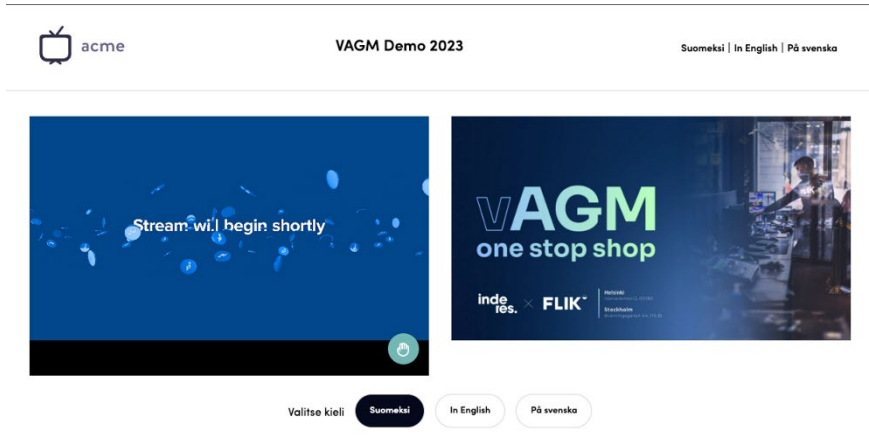 acme
VAGM Demo 2023
Suomeksi | In English | På svenska
Stream will begin shortly
vAGM
one stop shop
inde
res. × FLIK
Helsinki
Stockholm
Valitse kieli
Suomeksi
In English
På svenska